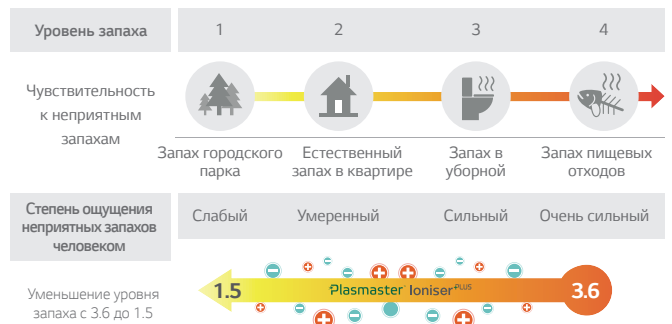 Уровень запаха 1 2 3 4
Чувствительность
к неприятным
запахам
Запах городского
парка
Естественный
запах в квартире
Запах в
уборной
Запах пищевых
отходов
Степень ощущения
неприятных запахов
человеком
Слабый Умеренный Сильный Очень сильный
Уменьшение уровня
запаха с 3.6 до 1.5
1.5 Plasmaster Ioniser PLUS 3.6